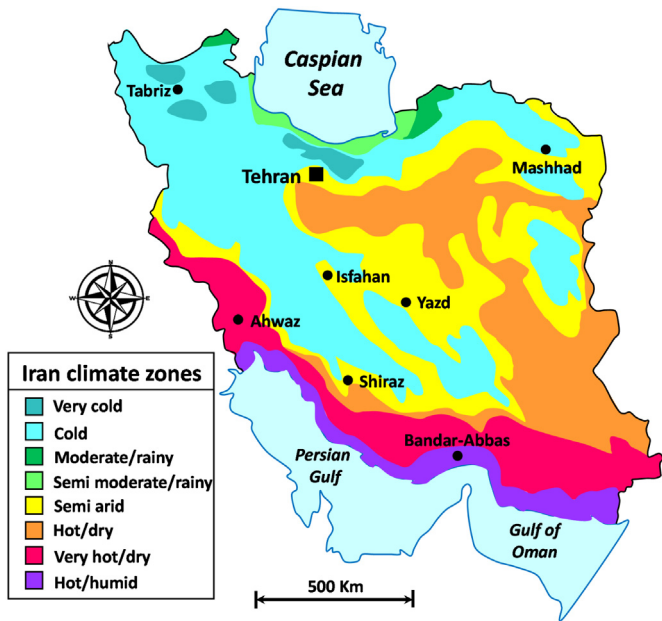 Caspian
Sea
Tabriz
Mashhad
Tehran
Isfahan
Yazd
N
W
E
S
Ahwaz
Shiraz
Iran climate zones
Very cold
Cold
Moderate/rainy
Semi moderate/rainy
Semi arid
Hot/dry
Very hot/dry
Hot/humid
Bandar-Abbas
Persian
Gulf
Gulf of
Oman
500 Km